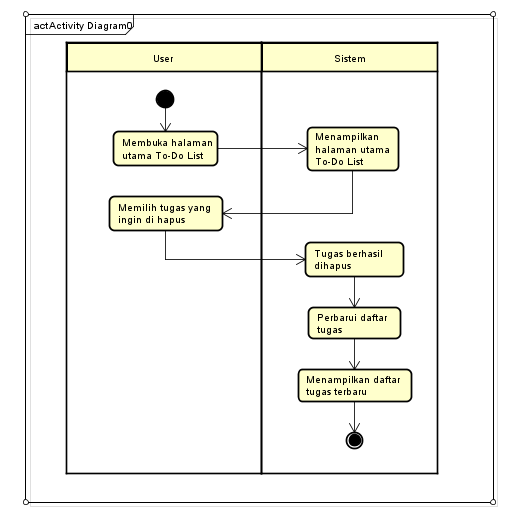 actActivity Diagram0
User
Sistem
Membuka halaman
utama To-Do List
Menampilkan
halaman utama
To-Do List
Memilih tugas yang
ingin di hapus
Tugas berhasil
dihapus
Perbarui daftar
tugas
Menampilkan daftar
tugas terbaru